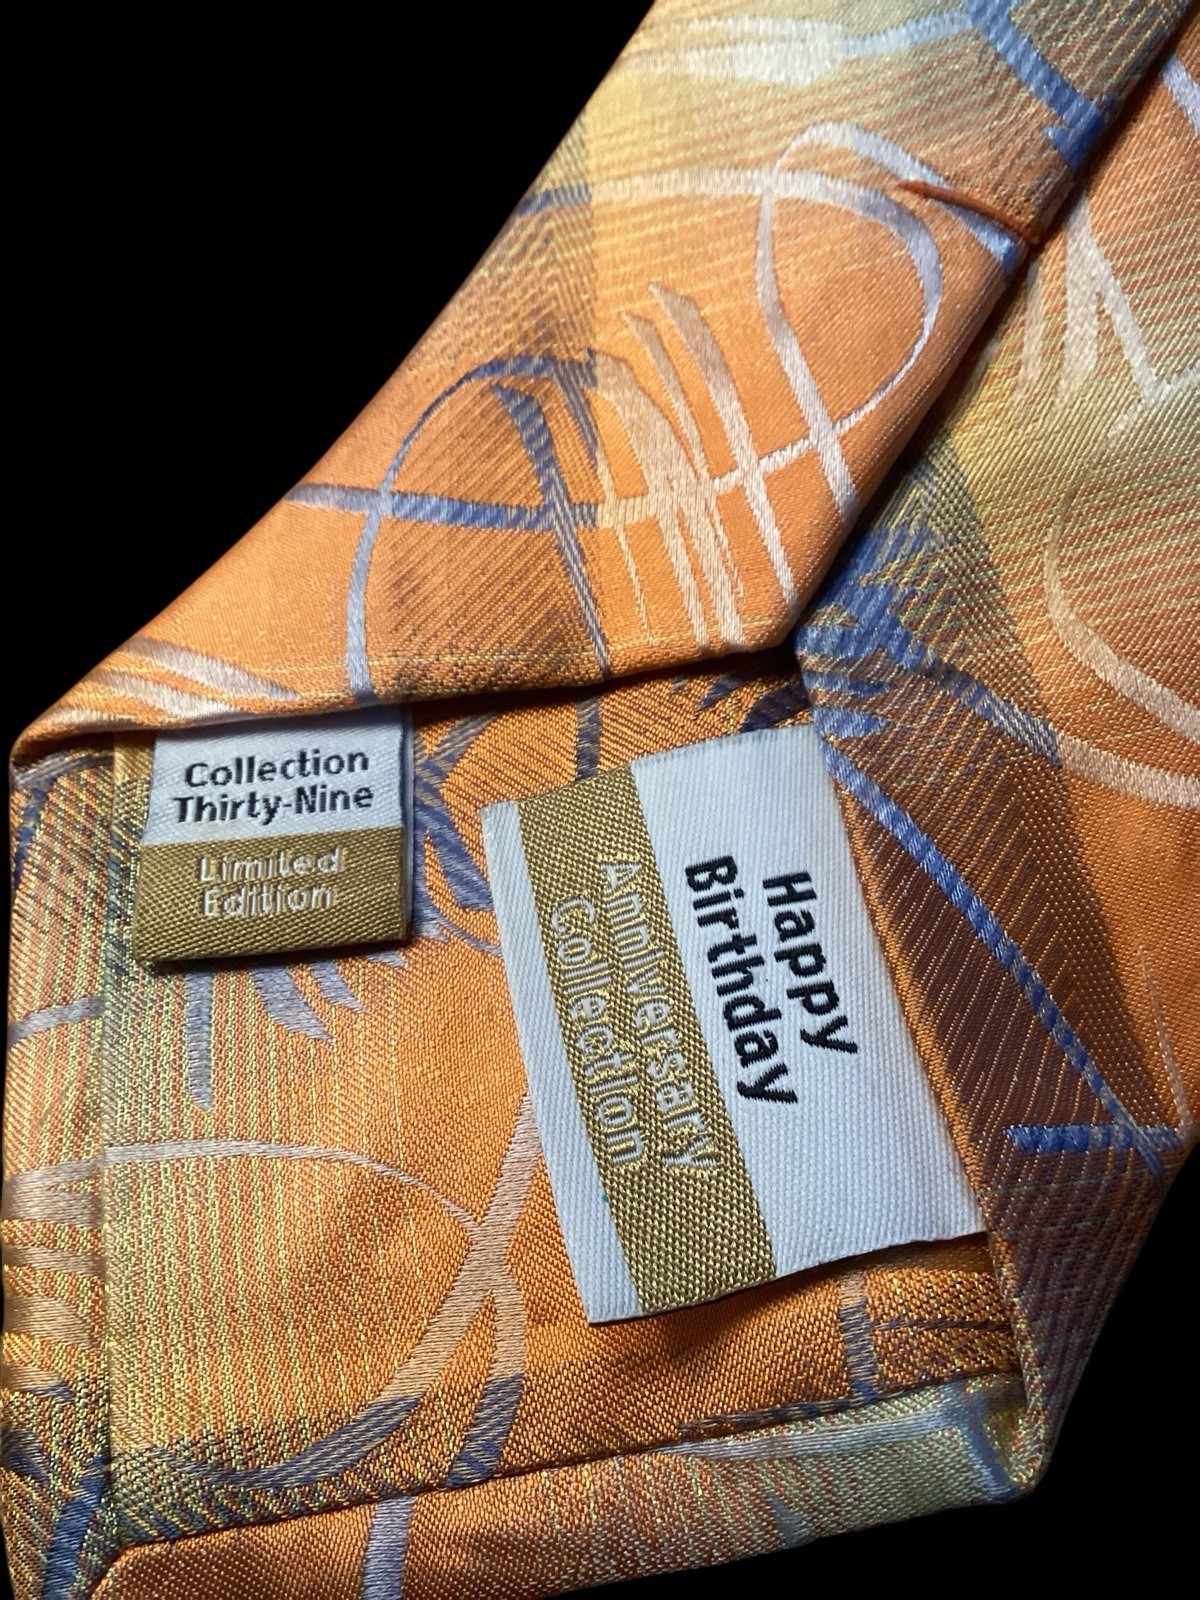 Collection
Thirty-Nine
Limited
Edition
Happy
Birthday
Anniversary
Collection